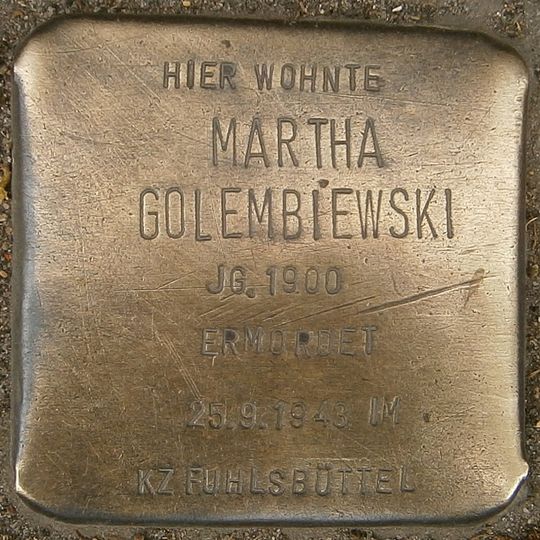 HIER WOHNTE
MARTHA
GOLEMBIEWSKI
JG. 1900
ERMORDET
25.9.1943 IM
KZ FUHLSBÜTTEL